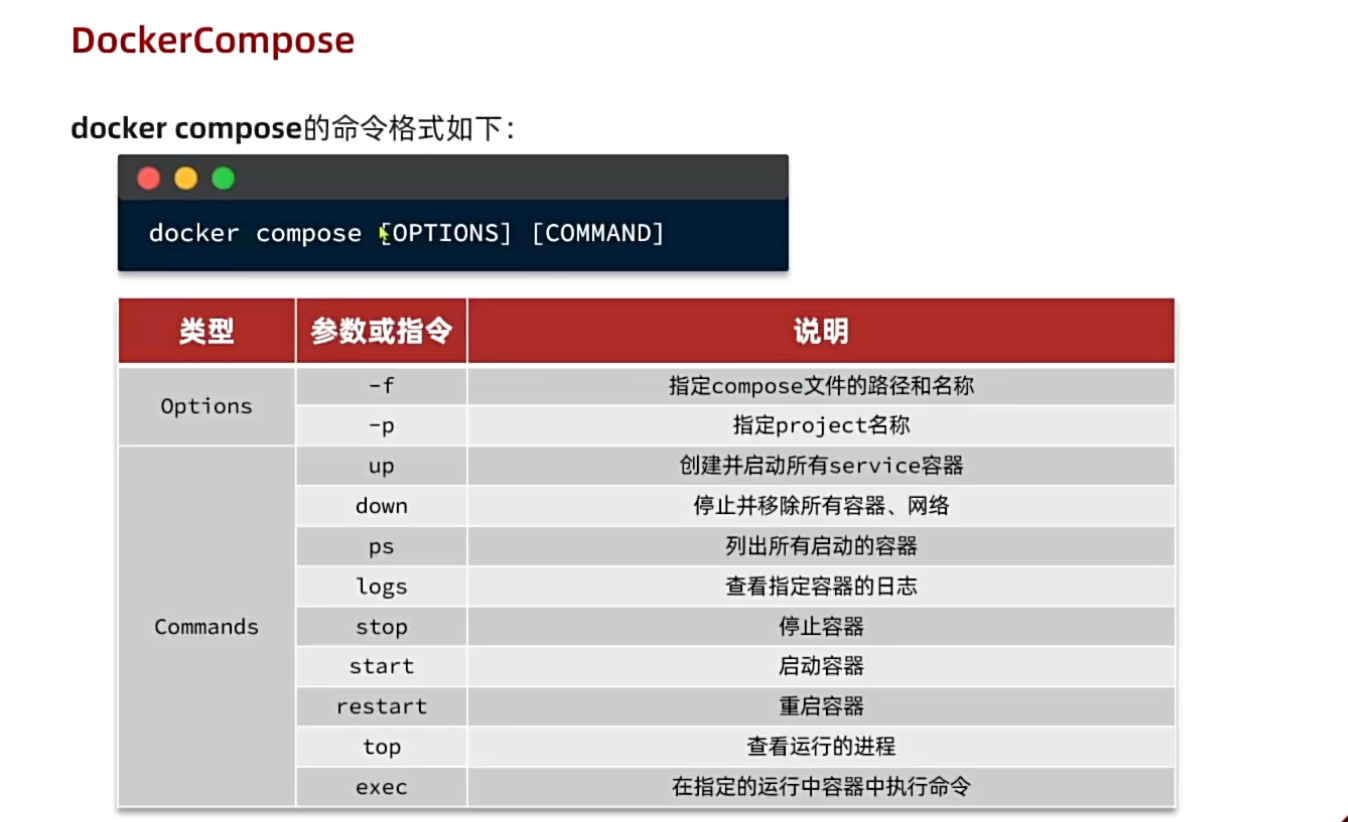 DockerCompose
docker compose的命令格式如下：
docker compose [OPTIONS] [COMMAND]
类型 参数或指令 说明
Options
-f 指定compose文件的路径和名称
-p 指定project名称
Commands
up 创建并启动所有service容器
down 停止并移除所有容器、网络
ps 列出所有启动的容器
logs 查看指定容器的日志
stop 停止容器
start 启动容器
restart 重启容器
top 查看运行的进程
exec 在指定的运行中容器中执行命令